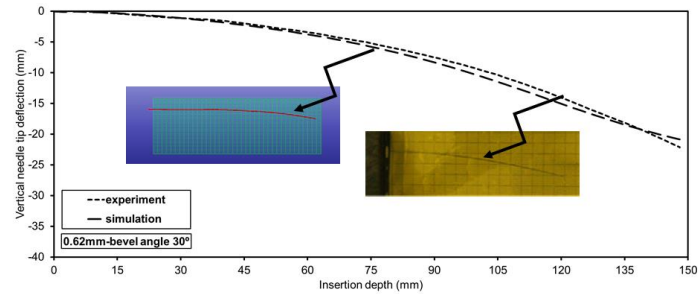 0
-5
-10
-15
-20
-25
-30
-35
-40
Vertical needle tip deflection (mm)
experiment
simulation
0.62mm-bevel angle 30º
0 15 30 45 60 75 90 105 120 135 150
Insertion depth (mm)